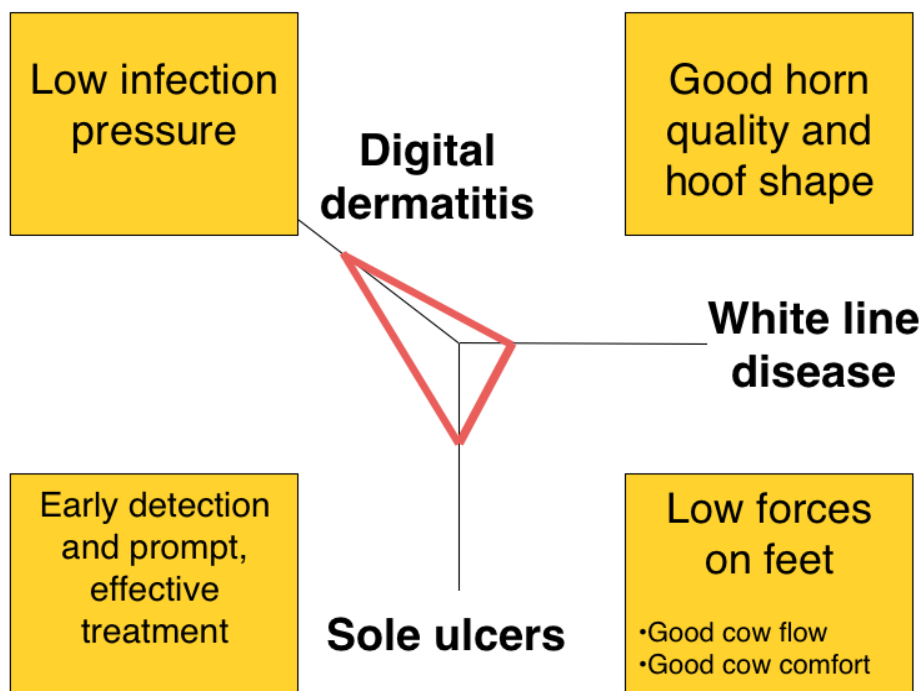 Low infection
pressure
Good horn
quality and
hoof shape
Digital
dermatitis
White line
disease
Early detection
and prompt,
effective
treatment
Sole ulcers
Low forces
on feet
•Good cow flow
•Good cow comfort